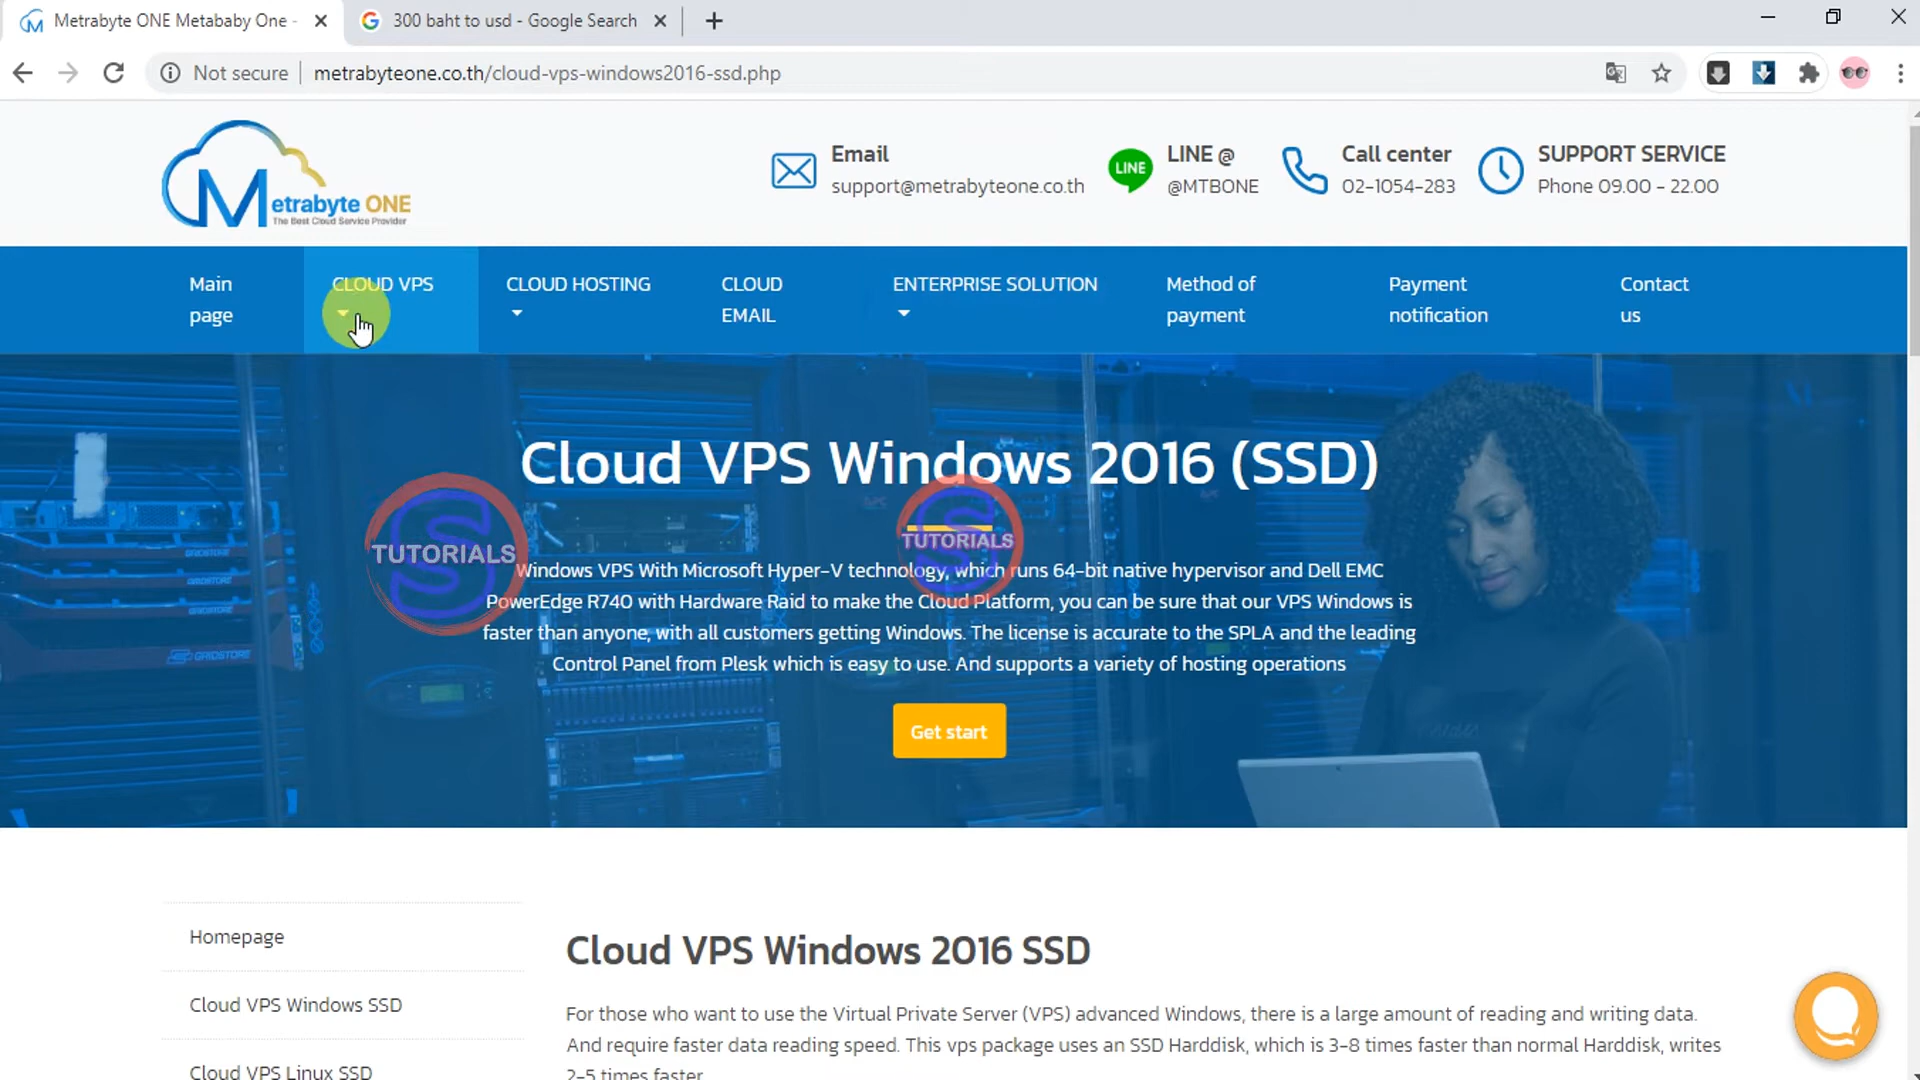 Metrabyte ONE Metababy One -
300 baht to usd - Google Search
Not secure
metrabyteone.co.th/cloud-vps-windows2016-ssd.php
Metrabyte ONE
The Best Cloud Service Provider
Email
support@metrabyteone.co.th
LINE
LINE @
@MTBONE
Call center
02-1054-283
SUPPORT SERVICE
Phone 09.00 - 22.00
Main page
CLOUD VPS
CLOUD HOSTING
CLOUD EMAIL
ENTERPRISE SOLUTION
Method of payment
Payment notification
Contact us
Cloud VPS Windows 2016 (SSD)
S TUTORIALS
S TUTORIALS
Windows VPS With Microsoft Hyper-V technology, which runs 64-bit native hypervisor and Dell EMC
PowerEdge R740 with Hardware Raid to make the Cloud Platform, you can be sure that our VPS Windows is
faster than anyone, with all customers getting Windows. The license is accurate to the SPLA and the leading
Control Panel from Plesk which is easy to use. And supports a variety of hosting operations
GRIDSTORE
GRIDSTORE
GRIDSTORE
GRIDSTORE
Get start
Homepage
Cloud VPS Windows SSD
Cloud VPS Linux SSD
Cloud VPS Windows 2016 SSD
For those who want to use the Virtual Private Server (VPS) advanced Windows, there is a large amount of reading and writing data.
And require faster data reading speed. This vps package uses an SSD Harddisk, which is 3-8 times faster than normal Harddisk, writes
2-5 times faster